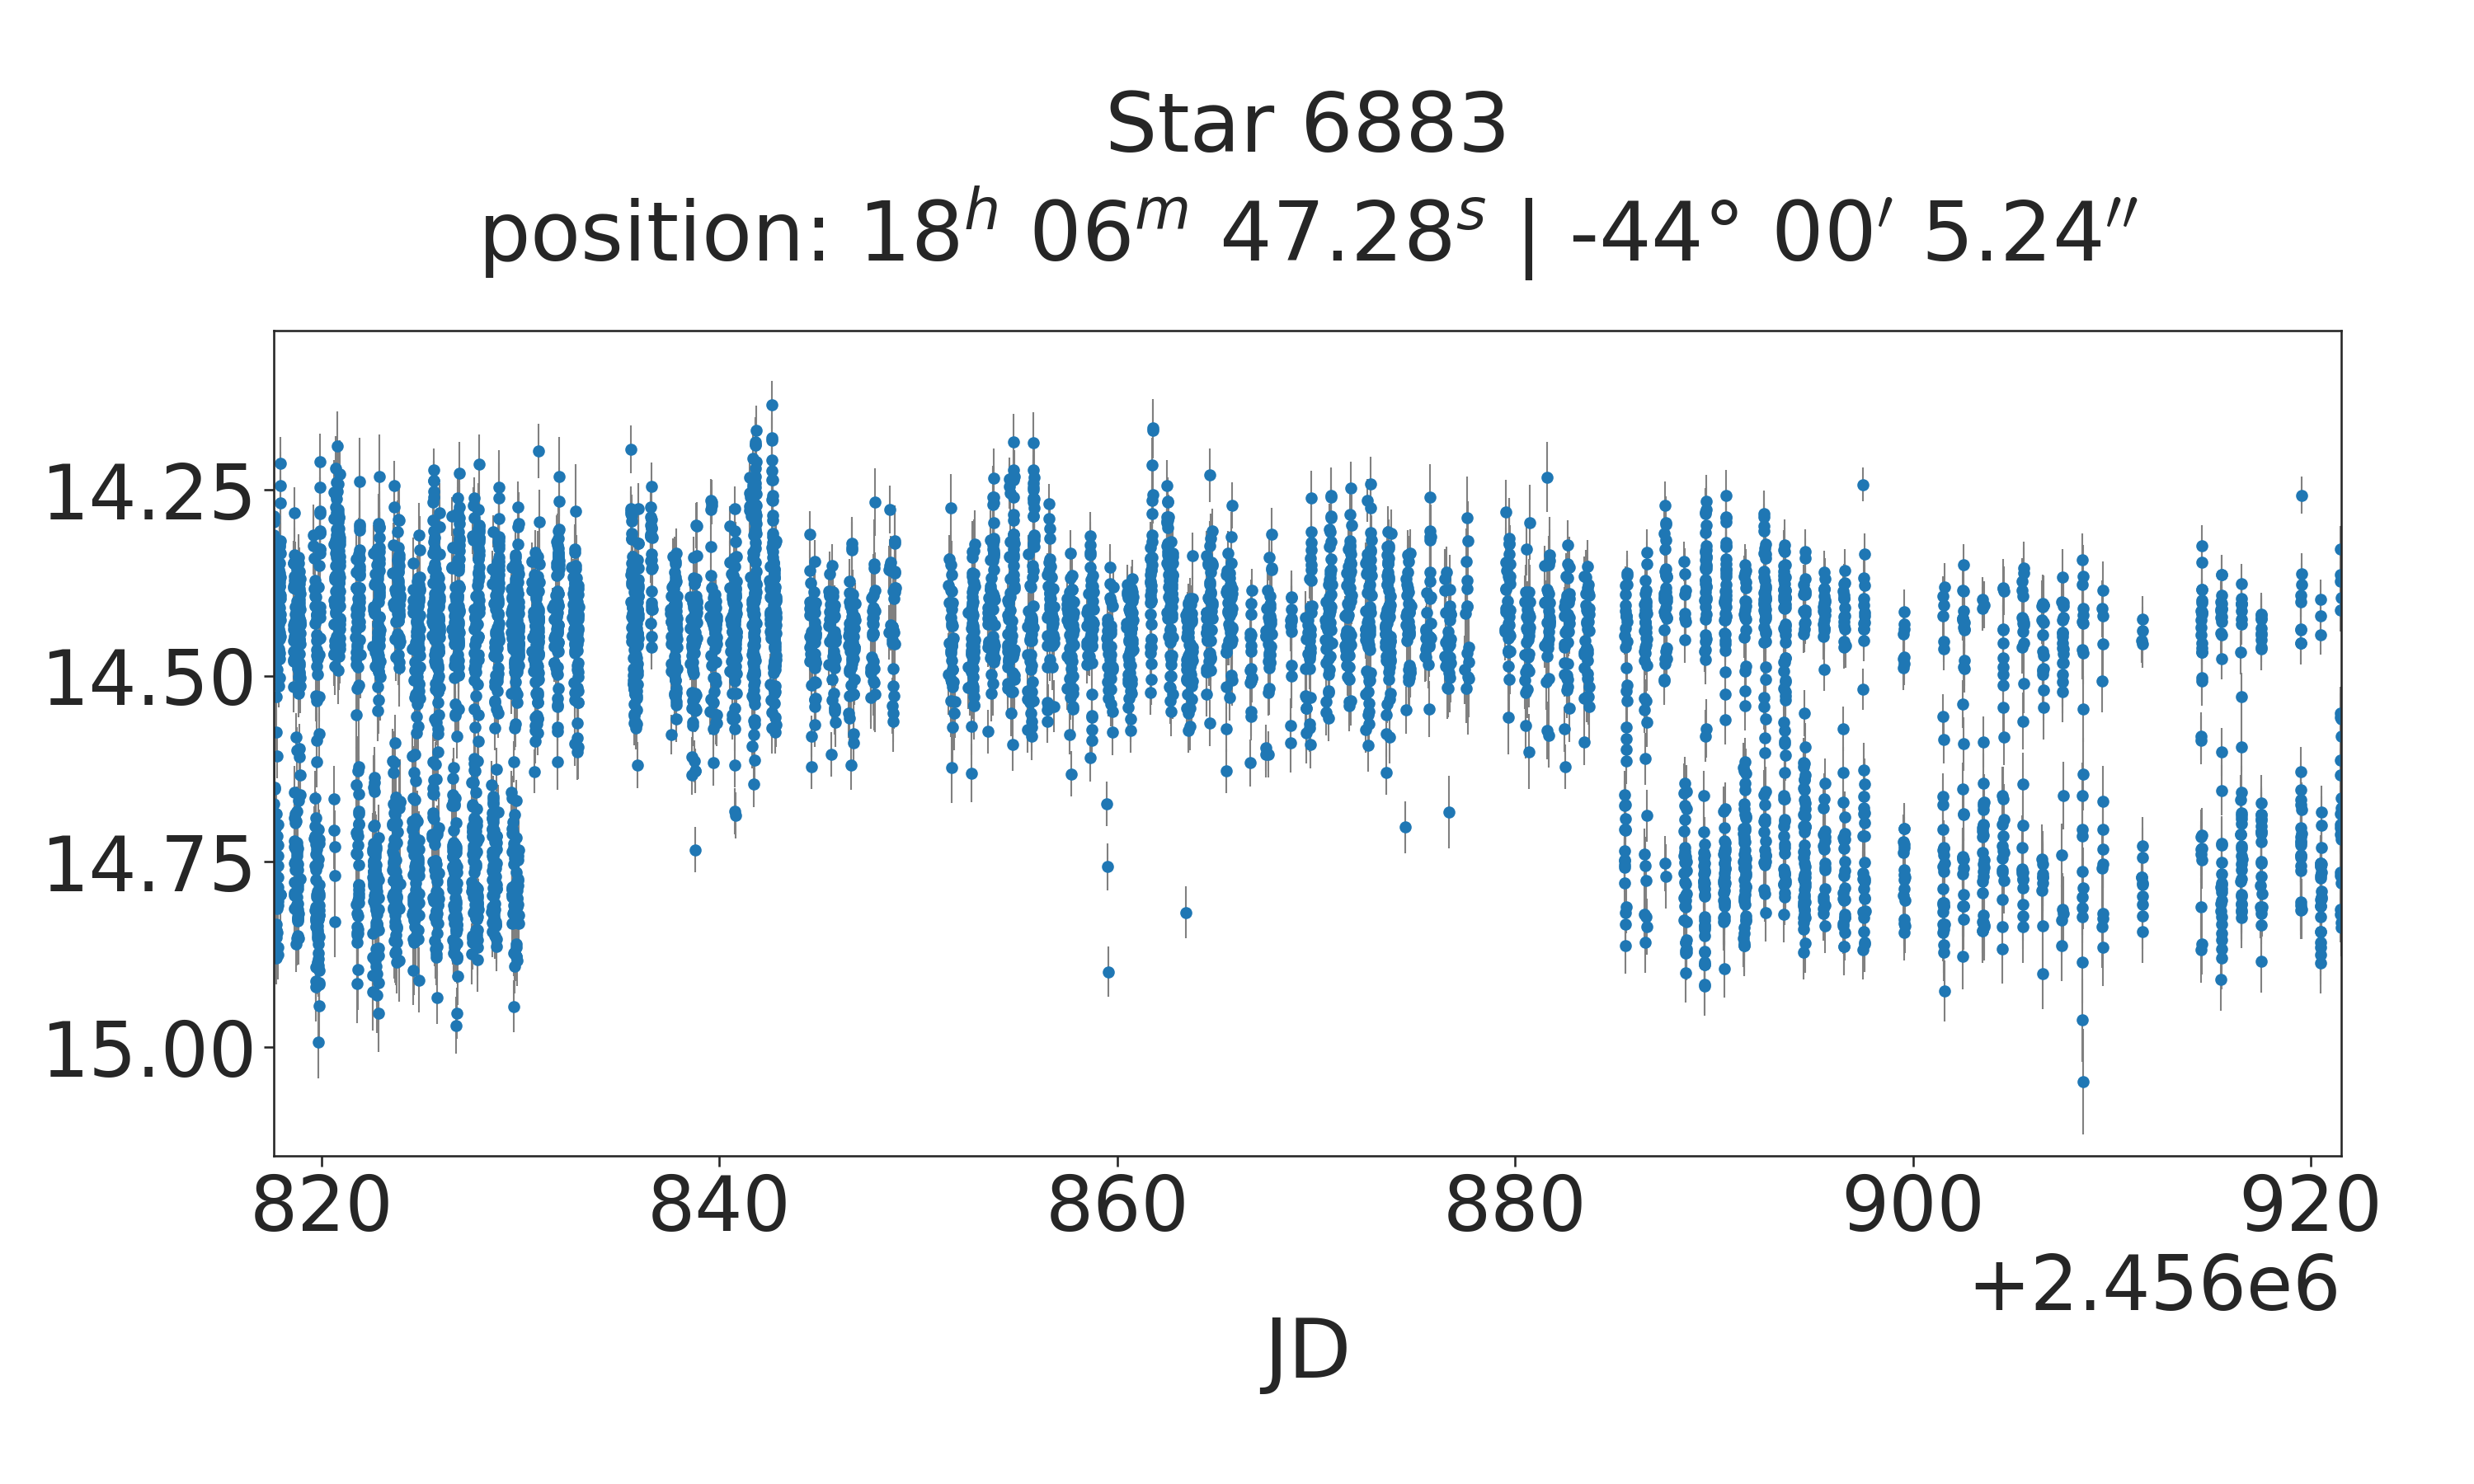 Star 6883
position: 18ʰ 06ᵐ 47.28ˢ | -44° 00′ 5.24′′
14.25
14.50
14.75
15.00
820 840 860 880 900 920
+2.456e6
JD